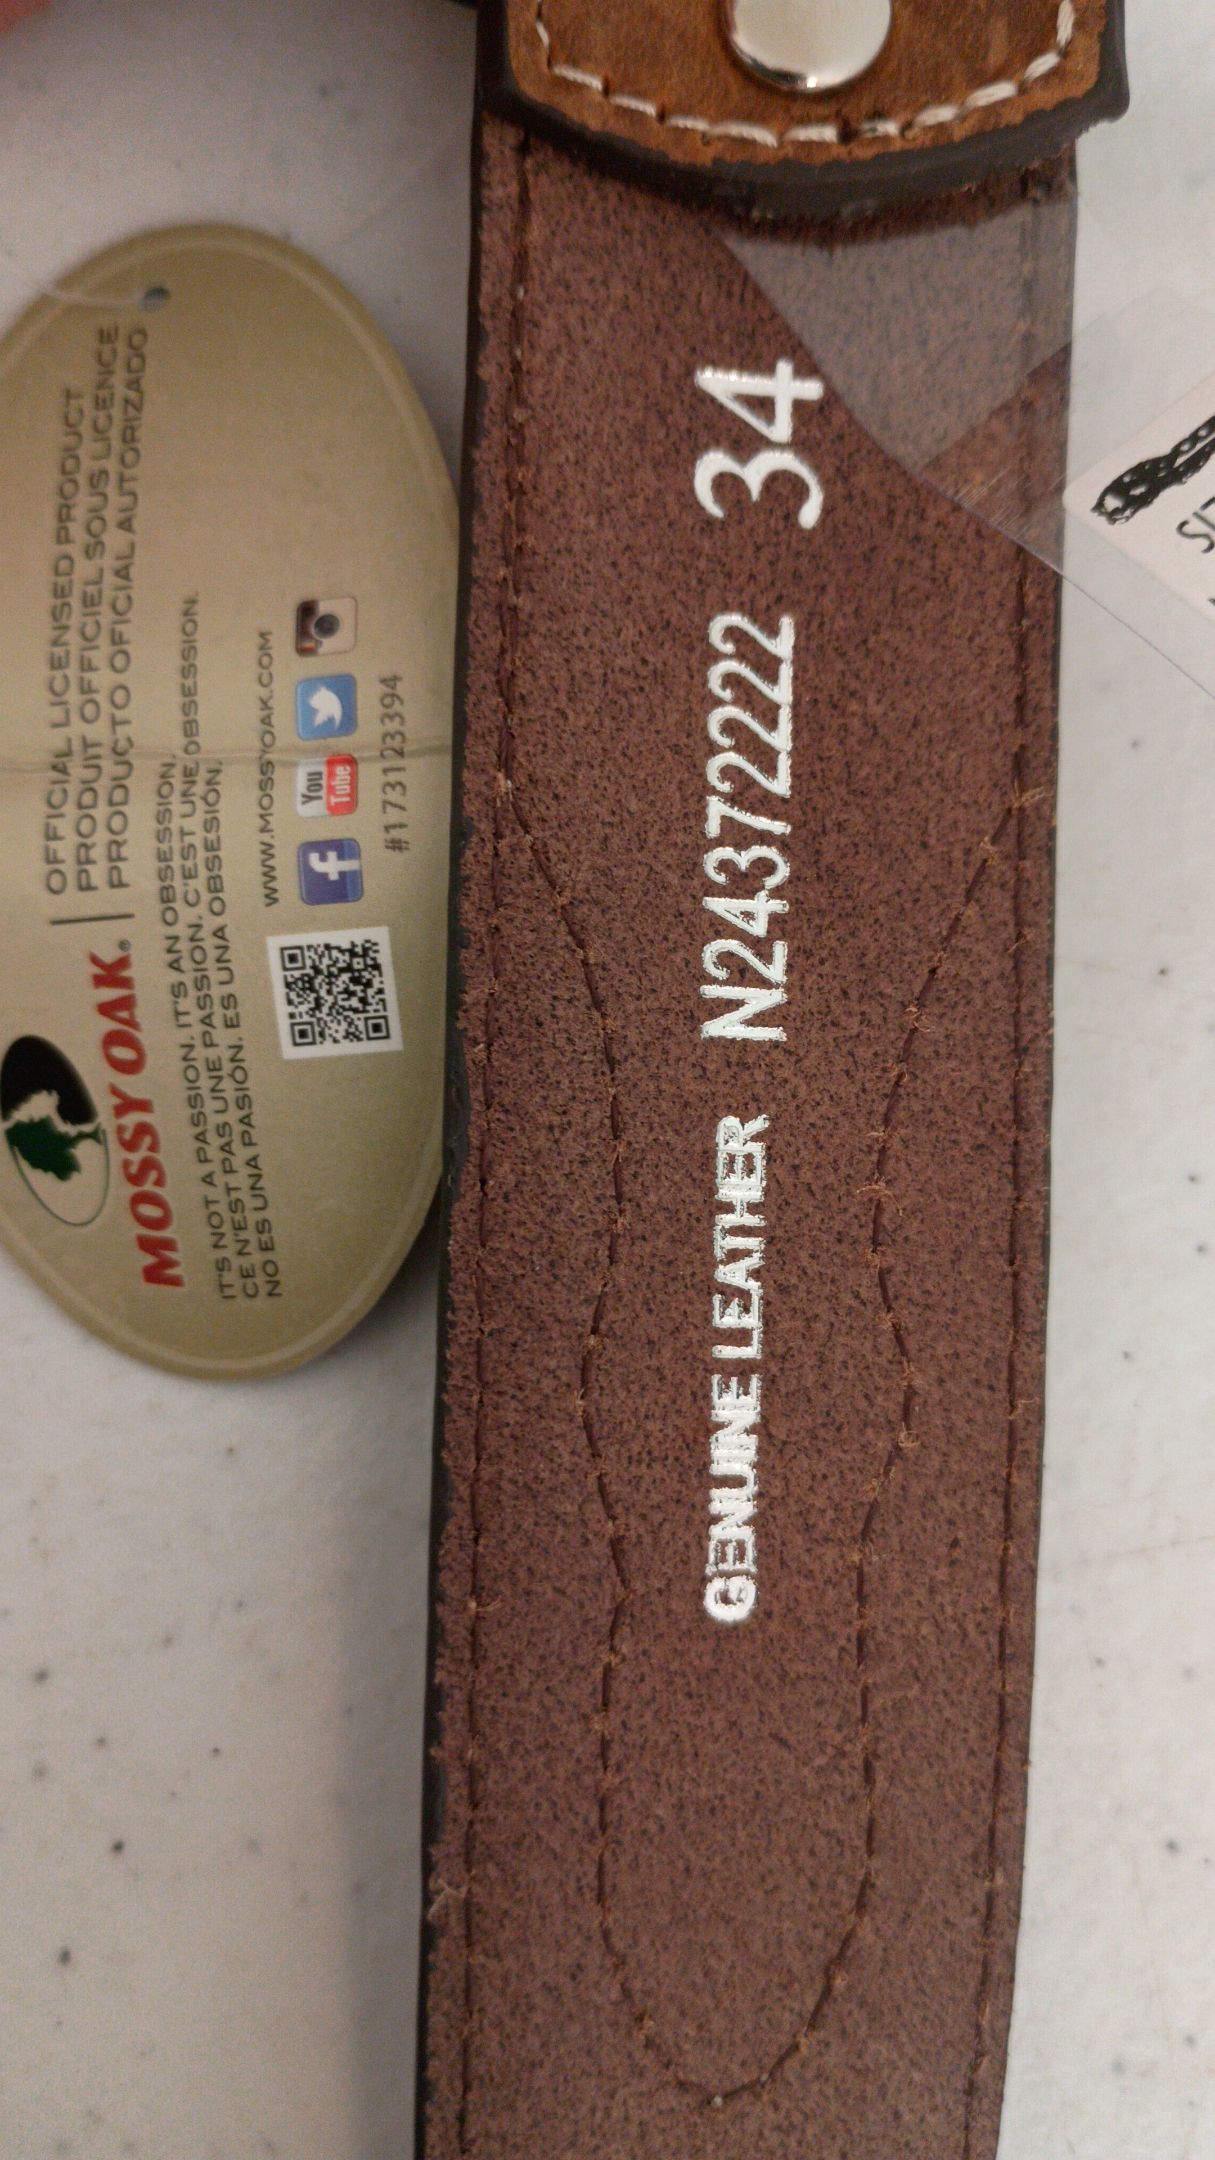 MOSSY OAK®
OFFICIAL LICENSED PRODUCT
PRODUIT OFFICIEL SOUS LICENCE
PRODUCTO OFICIAL AUTORIZADO
IT'S NOT A PASSION. IT'S AN OBSESSION.
CE N'EST PAS UNE PASSION. C'EST UNE OBSESSION.
NO ES UNA PASIÓN. ES UNA OBSESIÓN.
WWW.MOSSYOAK.COM
f
You
Tube
#173123394
GENUINE LEATHER N24372222 34